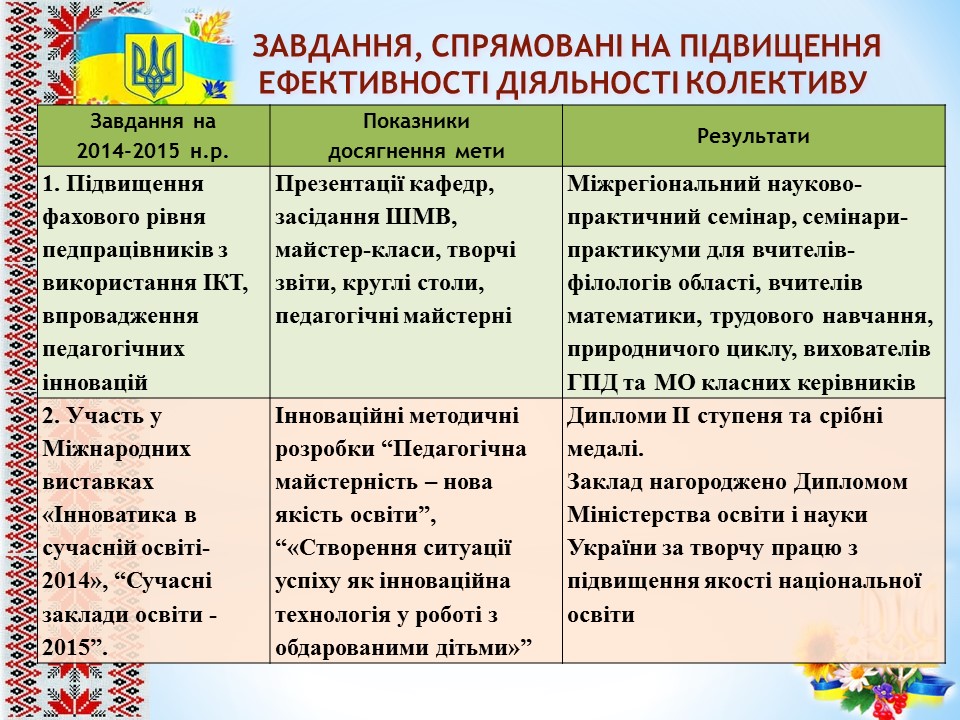 ЗАВДАННЯ, СПРЯМОВАНІ НА ПІДВИЩЕННЯ
ЕФЕКТИВНОСТІ ДІЯЛЬНОСТІ КОЛЕКТИВУ
Завдання на
2014-2015 н.р.
Показники
досягнення мети
Результати
1. Підвищення
фахового рівня
педпрацівників з
використання ІКТ,
впровадження
педагогічних
інновацій
Презентації кафедр,
засідання ШМВ,
майстер-класи, творчі
звіти, круглі столи,
педагогічні майстерні
Міжрегіональний науково-
практичний семінар, семінари-
практикуми для вчителів-
філологів області, вчителів
математики, трудового навчання,
природничого циклу, вихователів
ГПД та МО класних керівників
2. Участь у
Міжнародних
виставках
«Інноватика в
сучасній освіті-
2014», “Сучасні
заклади освіти -
2015”.
Інноваційні методичні
розробки “Педагогічна
майстерність – нова
якість освіти”,
“«Створення ситуації
успіху як інноваційна
технологія у роботі з
обдарованими дітьми»”
Дипломи ІІ ступеня та срібні
медалі.
Заклад нагороджено Дипломом
Міністерства освіти і науки
України за творчу працю з
підвищення якості національної
освіти